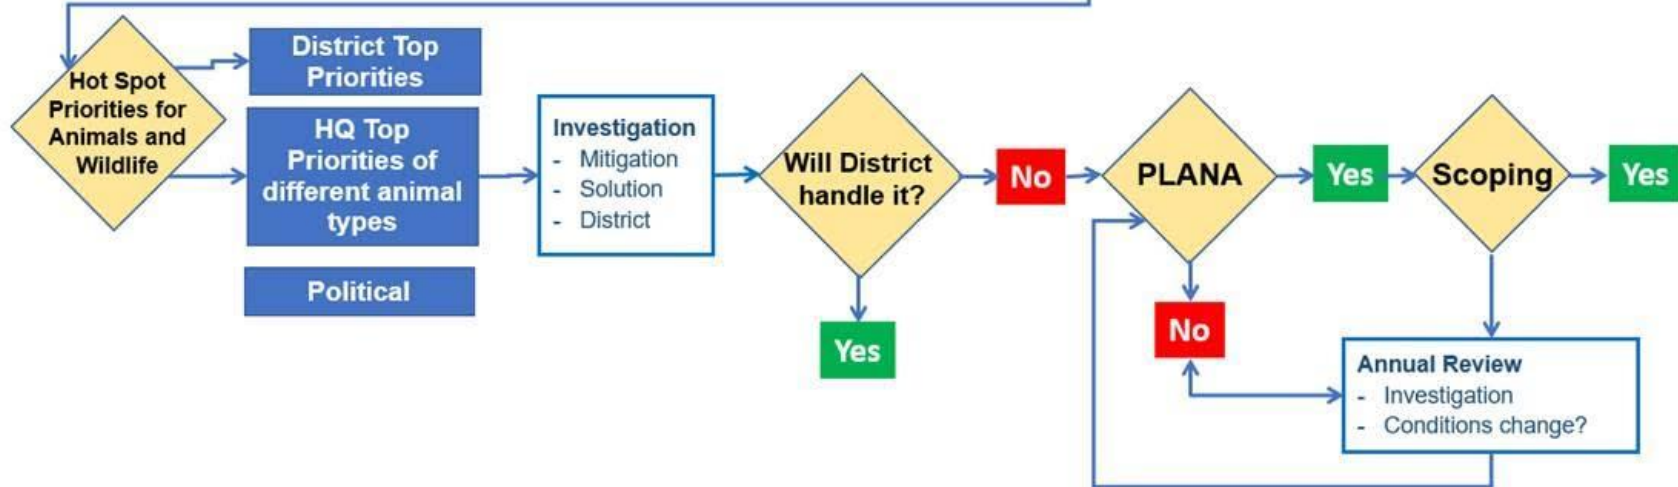 Hot Spot
Priorities for
Animals and
Wildlife
District Top
Priorities
HQ Top
Priorities of
different animal
types
Political
Investigation
- Mitigation
- Solution
- District
Will District
handle it?
No
Yes
PLANA
Yes
No
Scoping
Yes
Annual Review
- Investigation
- Conditions change?